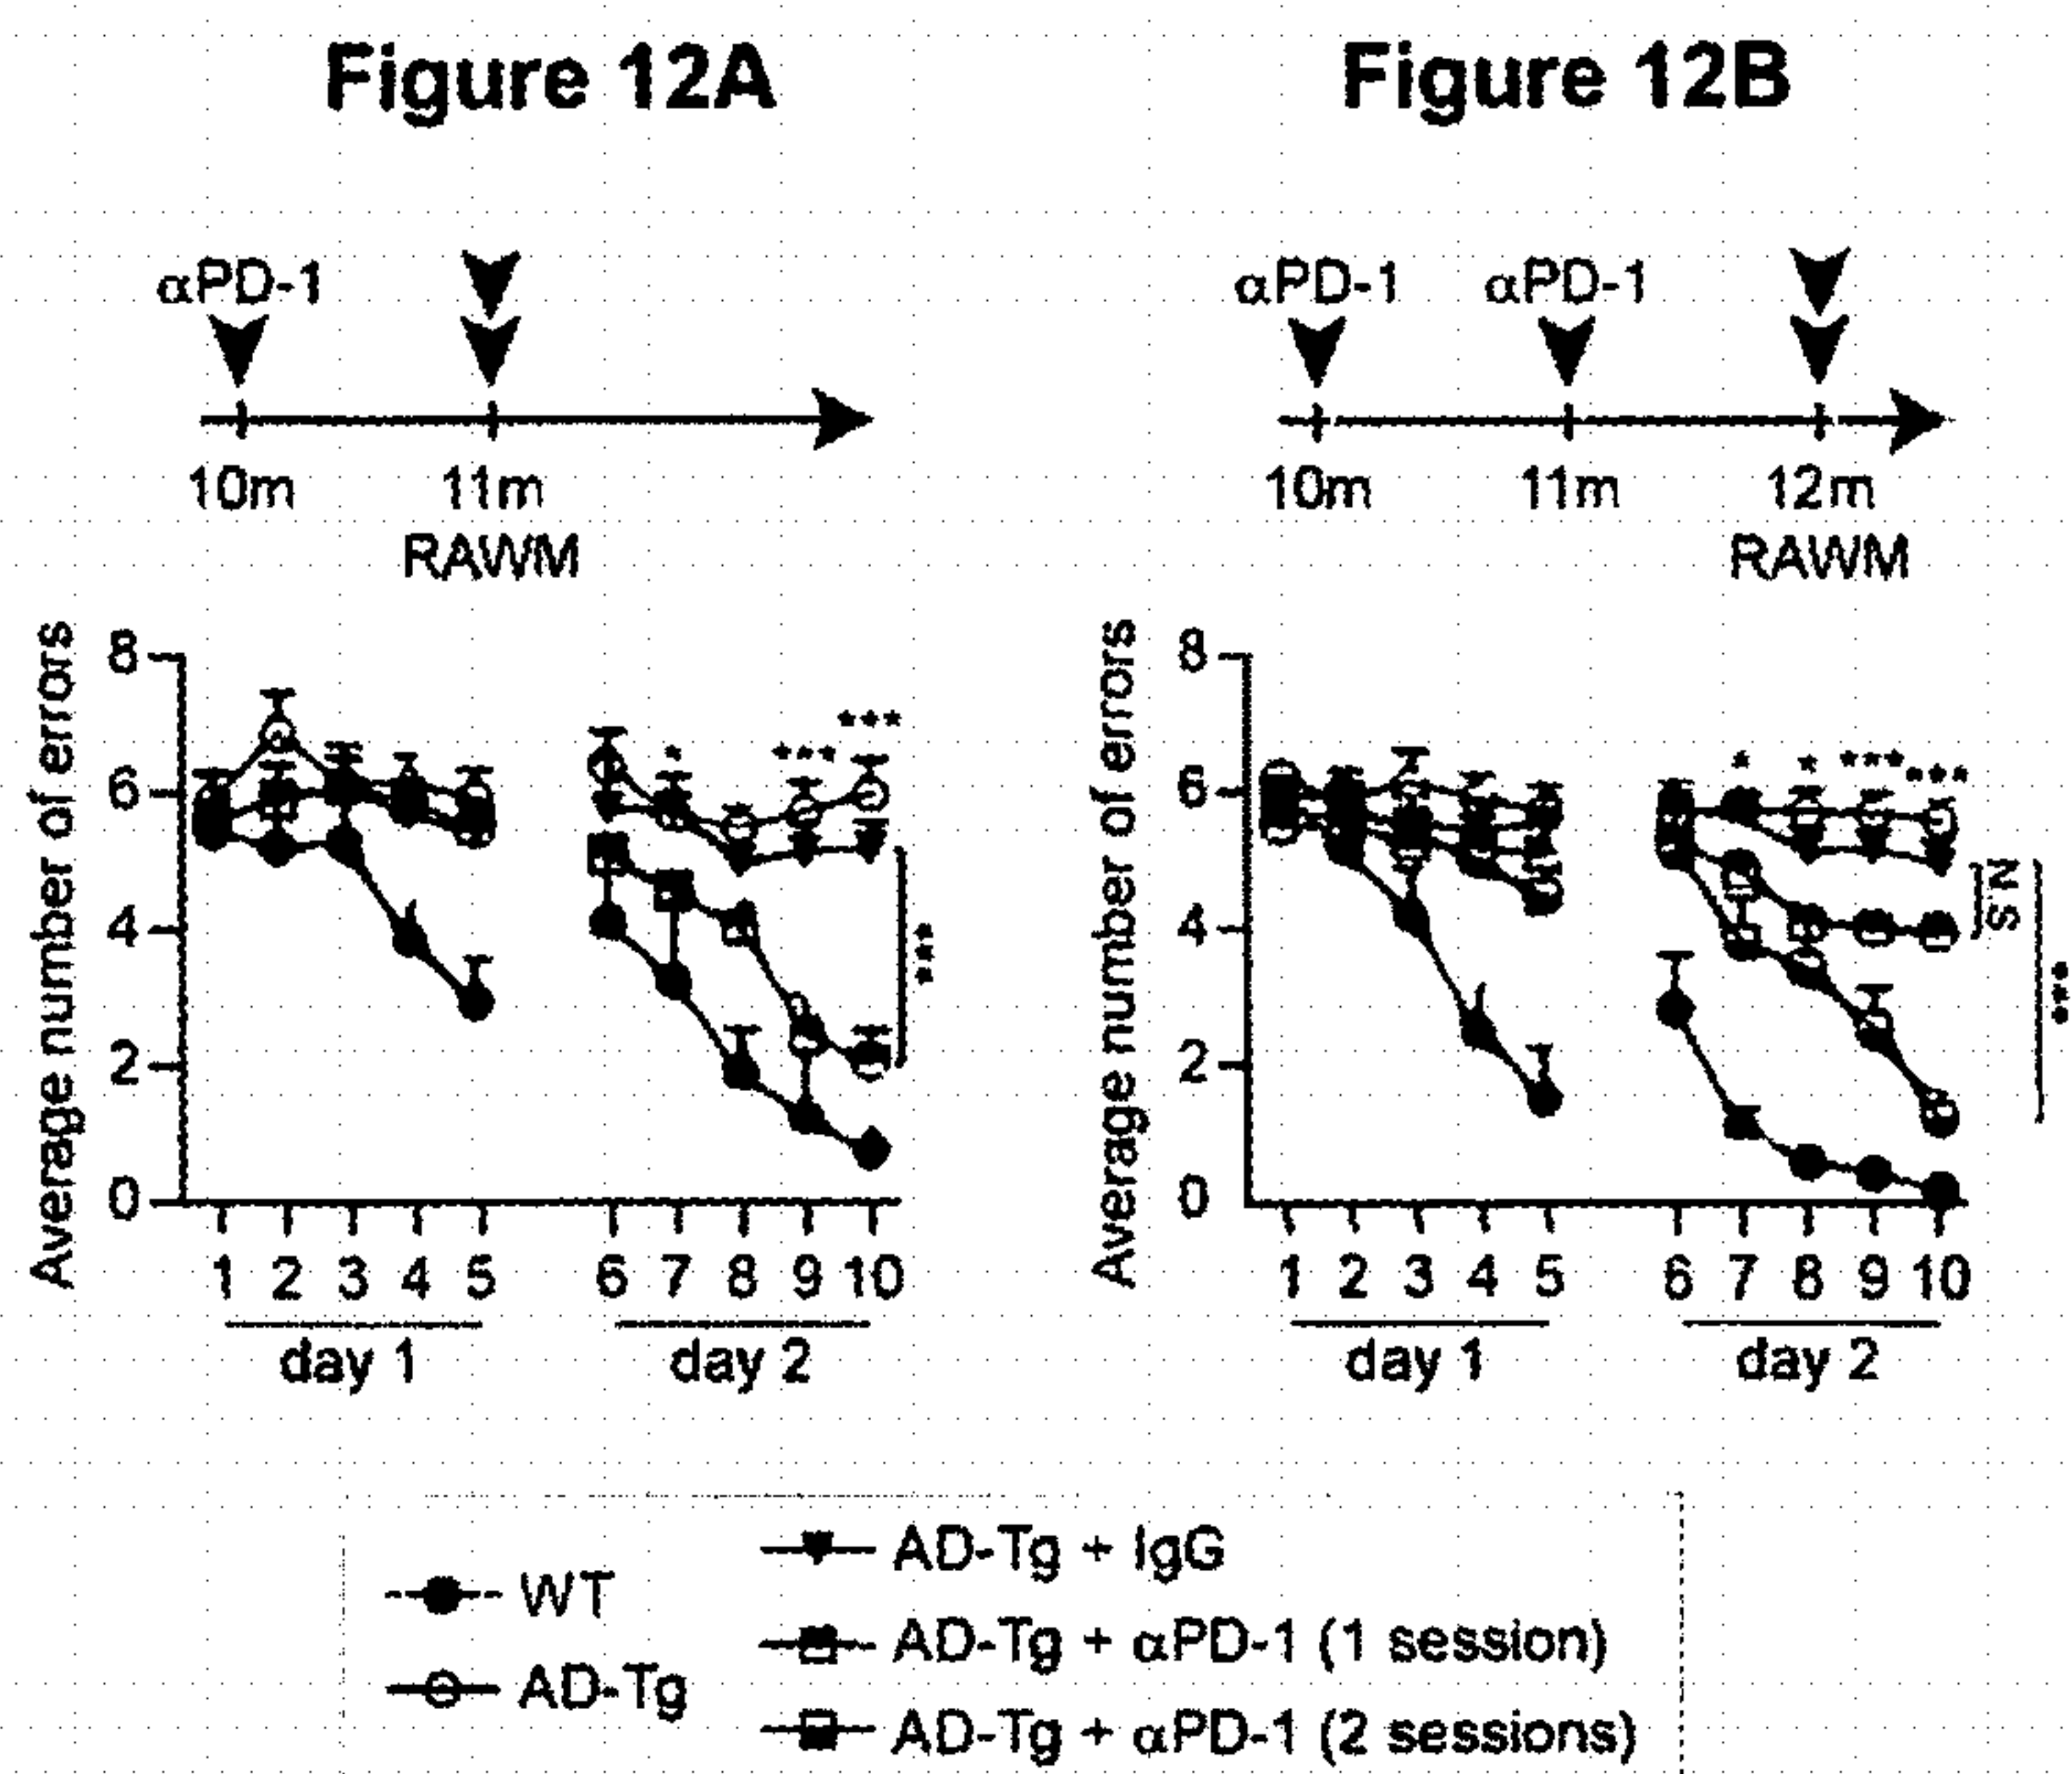 Figure 12A
αPD-1
10m 11m
RAWM
Average number of errors
8
6
4
2
0
* *** ***
***
1 2 3 4 5 6 7 8 9 10
day 1 day 2
Figure 12B
αPD-1 αPD-1
10m 11m 12m
RAWM
Average number of errors
8
6
4
2
0
* * *** ***
N.S
***
1 2 3 4 5 6 7 8 9 10
day 1 day 2
WT
AD-Tg
AD-Tg + IgG
AD-Tg + αPD-1 (1 session)
AD-Tg + αPD-1 (2 sessions)